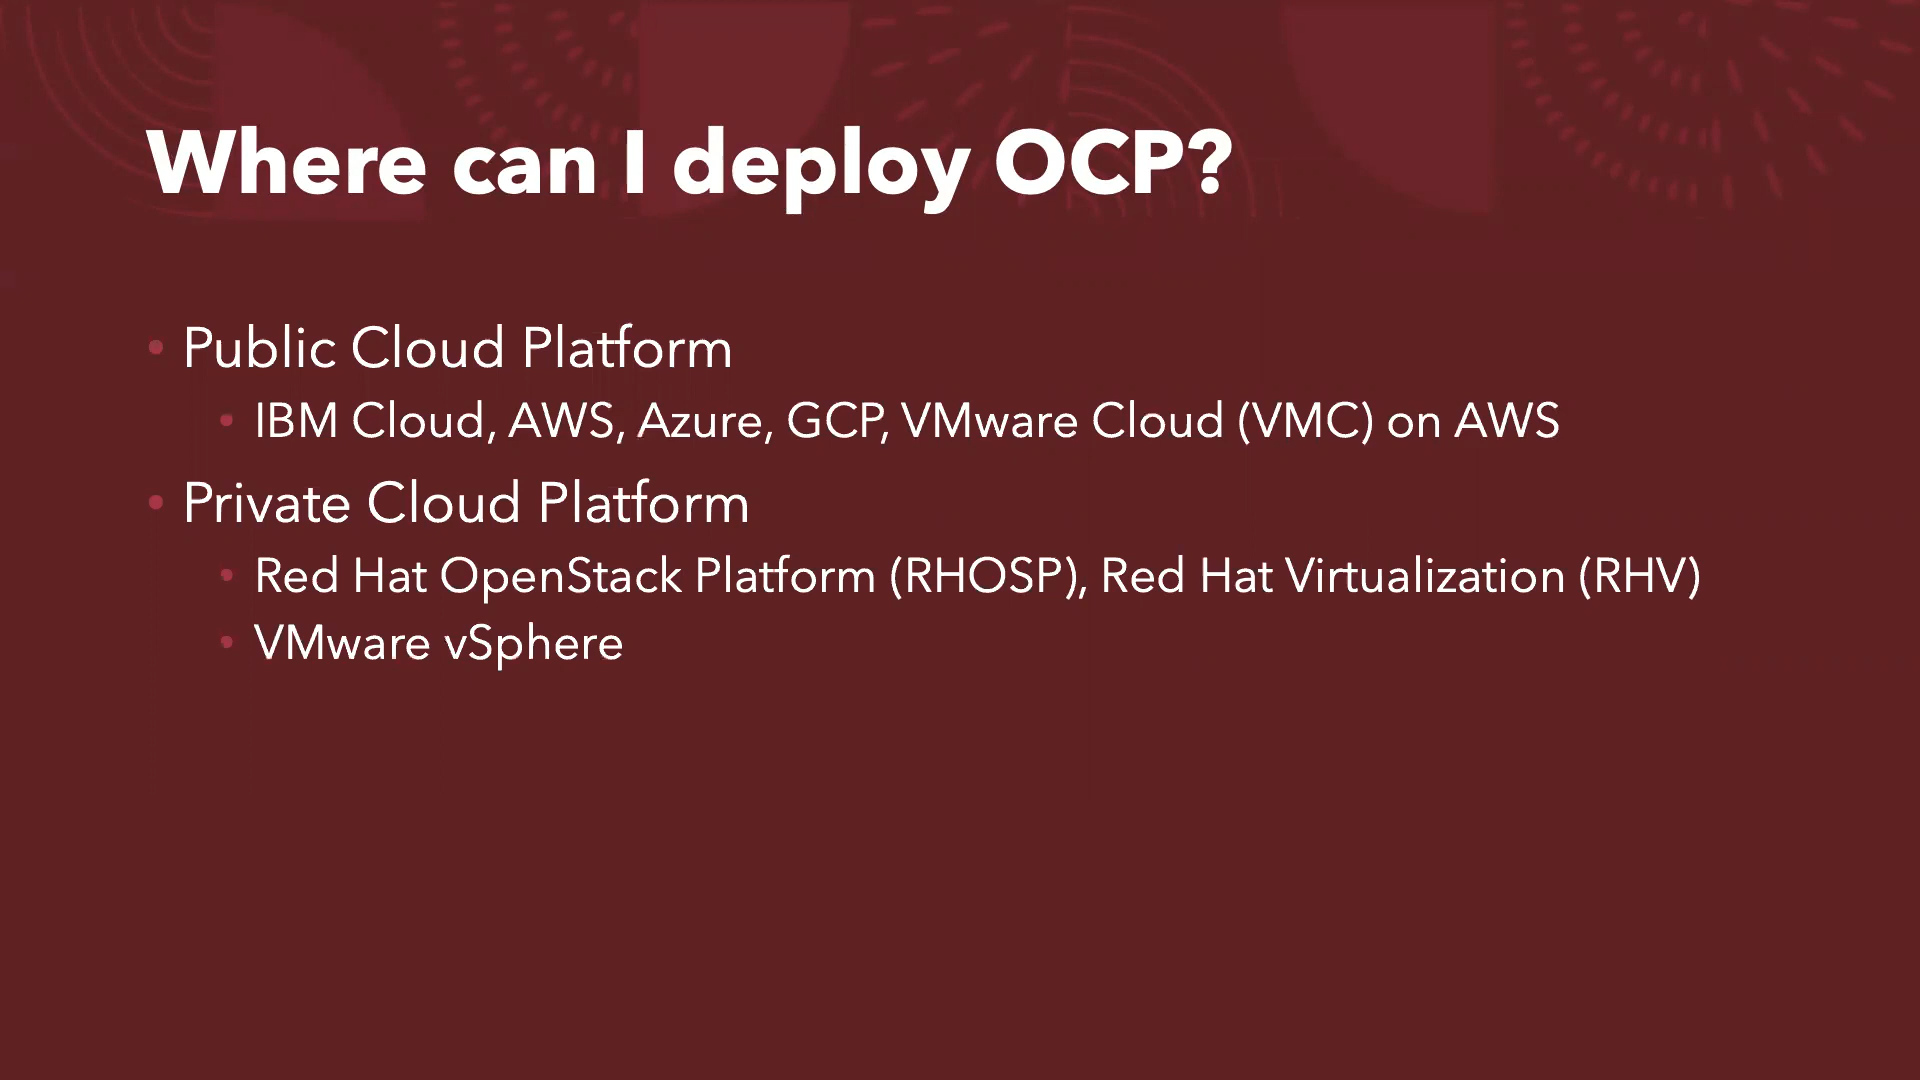 Where can I deploy OCP?
• Public Cloud Platform
• IBM Cloud, AWS, Azure, GCP, VMware Cloud (VMC) on AWS
• Private Cloud Platform
• Red Hat OpenStack Platform (RHOSP), Red Hat Virtualization (RHV)
• VMware vSphere